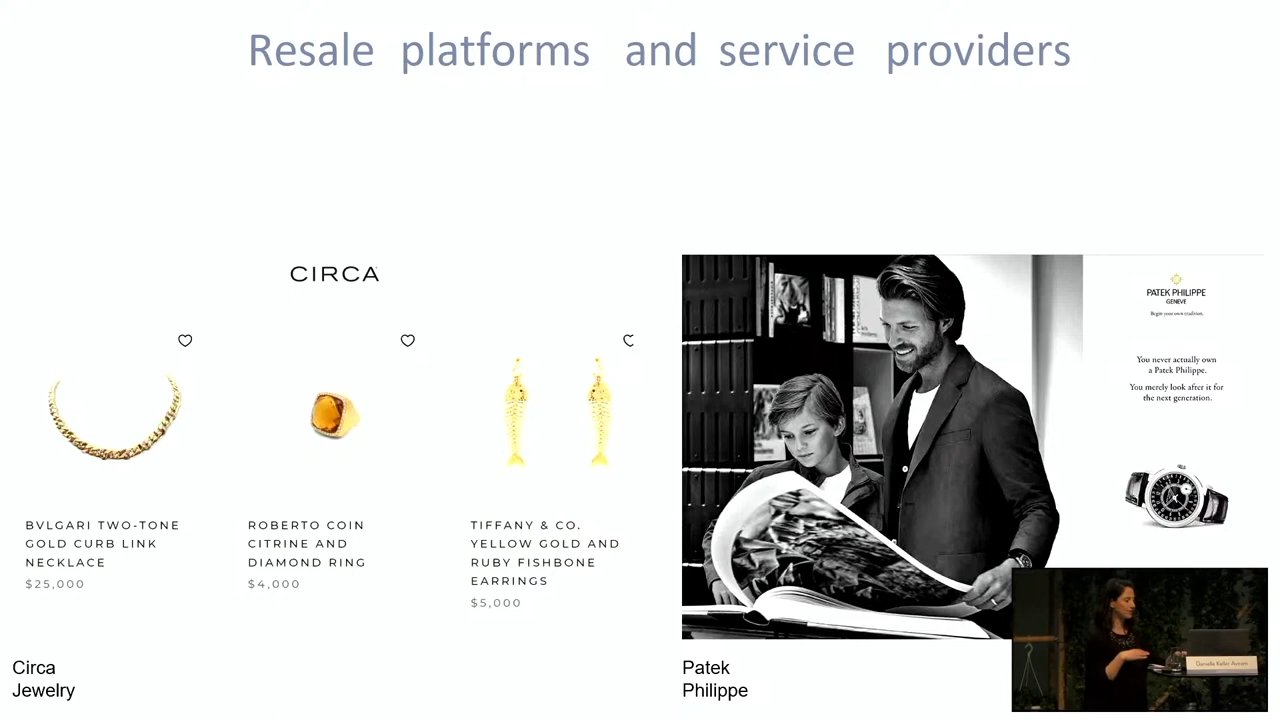 Resale platforms and service providers
CIRCA
BVLGARI TWO-TONE
GOLD CURB LINK
NECKLACE
$25,000
ROBERTO COIN
CITRINE AND
DIAMOND RING
$4,000
TIFFANY & CO.
YELLOW GOLD AND
RUBY FISHBONE
EARRINGS
$5,000
Circa
Jewelry
PATEK PHILIPPE
GENEVE
Begin your own tradition.
You never actually own
a Patek Philippe.
You merely look after it for
the next generation.
Patek
Philippe
Danielle Keller Aviram